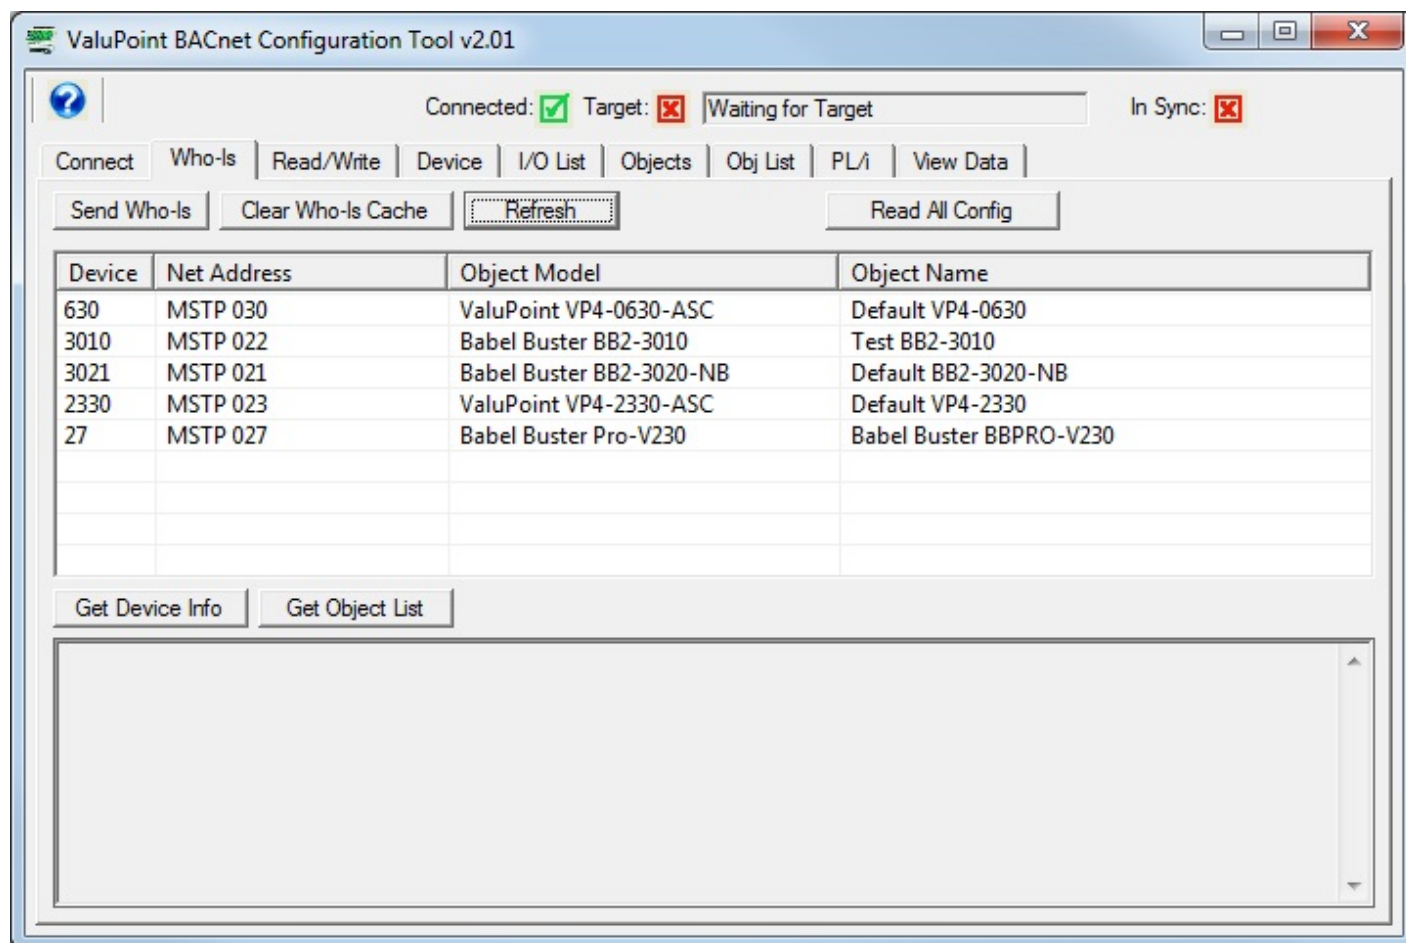 ValuPoint BACnet Configuration Tool v2.01
Connected: Target: Waiting for Target In Sync:
Connect Who-Is Read/Write Device I/O List Objects Obj List PL/i View Data
Send Who-Is Clear Who-Is Cache Refresh Read All Config
Device Net Address Object Model Object Name
630 MSTP 030 ValuPoint VP4-0630-ASC Default VP4-0630
3010 MSTP 022 Babel Buster BB2-3010 Test BB2-3010
3021 MSTP 021 Babel Buster BB2-3020-NB Default BB2-3020-NB
2330 MSTP 023 ValuPoint VP4-2330-ASC Default VP4-2330
27 MSTP 027 Babel Buster Pro-V230 Babel Buster BBPRO-V230
Get Device Info Get Object List